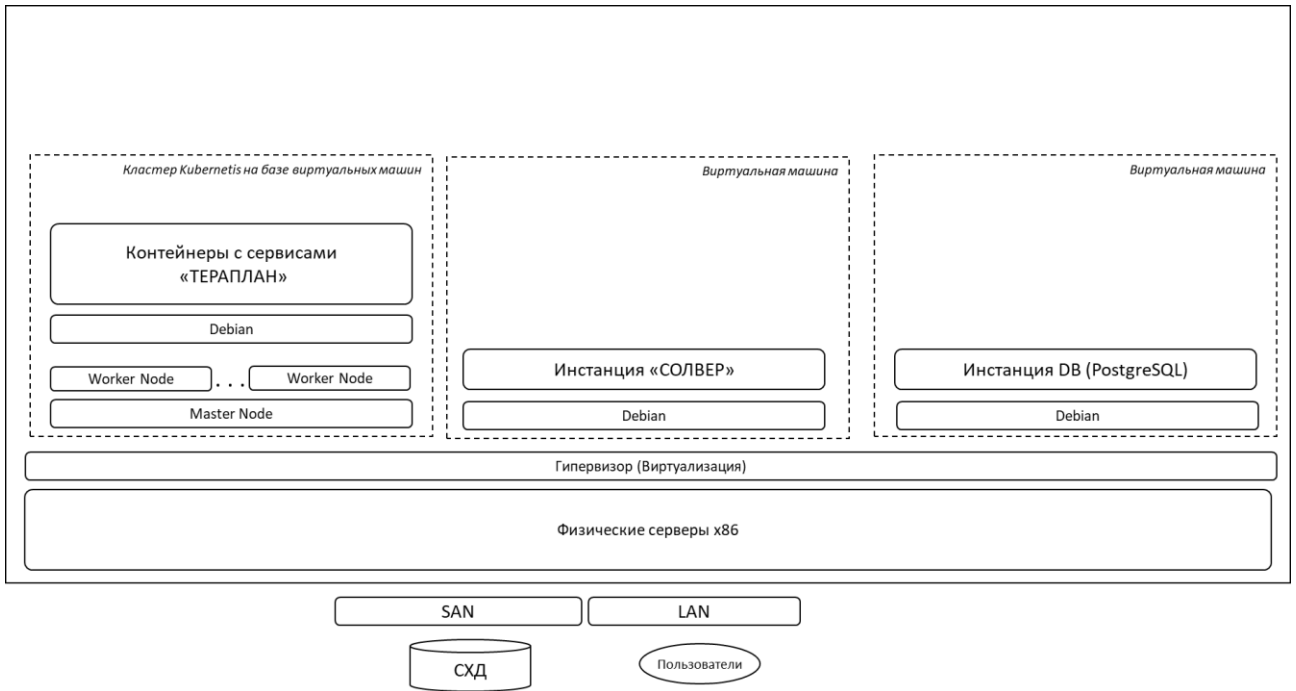 Кластер Kubernetis на базе виртуальных машин
Виртуальная машина
Виртуальная машина
Контейнеры с сервисами
«ТЕРАПЛАН»
Debian
Worker Node
. . .
Worker Node
Master Node
Инстанция «СОЛВЕР»
Debian
Инстанция DB (PostgreSQL)
Debian
Гипервизор (Виртуализация)
Физические серверы x86
SAN
LAN
СХД
Пользователи